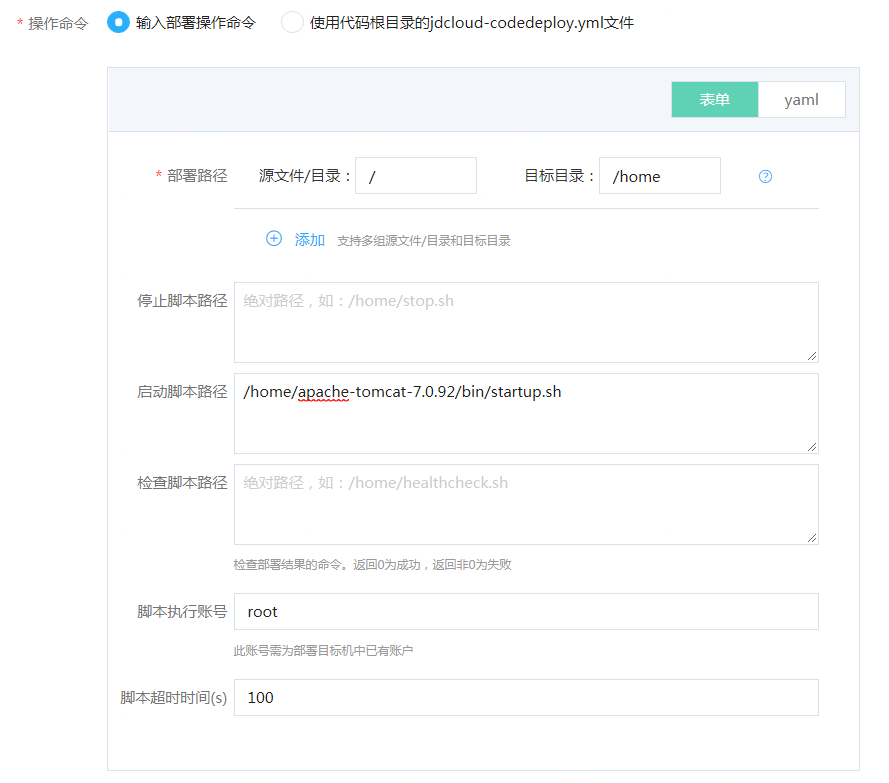 * 操作命令 输入部署操作命令 使用代码根目录的jdcloud-codedeploy.yml文件
表单 yaml
* 部署路径 源文件/目录： / 目标目录： /home ?
添加 支持多组源文件/目录和目标目录
停止脚本路径 绝对路径，如：/home/stop.sh
启动脚本路径 /home/apache-tomcat-7.0.92/bin/startup.sh
检查脚本路径 绝对路径，如：/home/healthcheck.sh
检查部署结果的命令。返回0为成功，返回非0为失败
脚本执行账号 root
此账号需为部署目标机中已有账户
脚本超时时间(s) 100